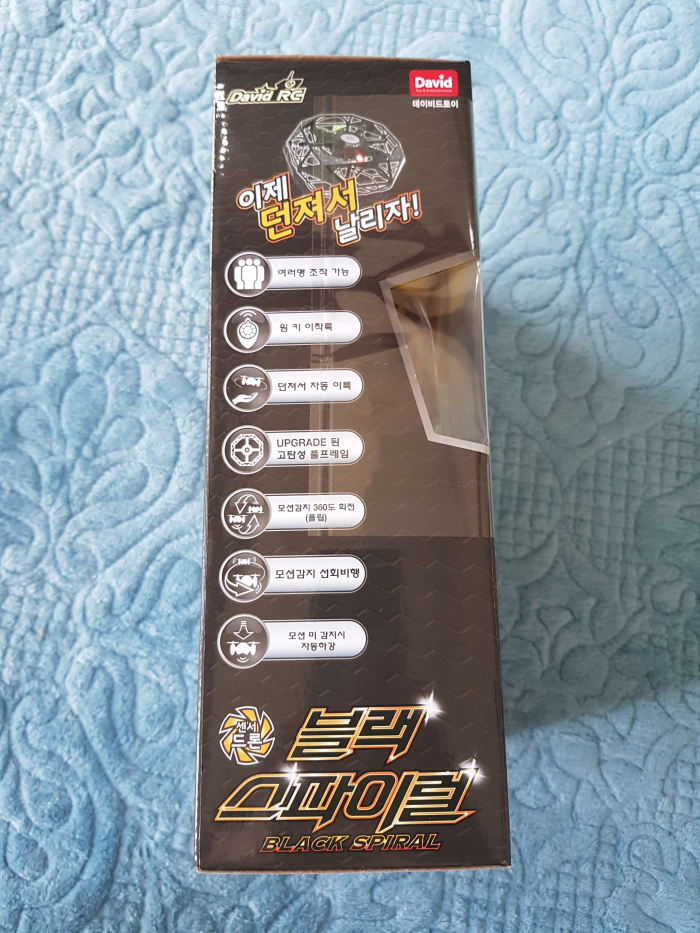 David RC
David
Toy & Entertainment
데이비드토이
이제
던져서
날리자!
여러명 조작 가능
원 키 이착륙
던져서 자동 이륙
UPGRADE 된
고탄성 풀프레임
모션감지 360도 회전
(플립)
모션감지 선회비행
모션 미 감지시
자동하강
센서
드론
블랙
스파이럴
BLACK SPIRAL